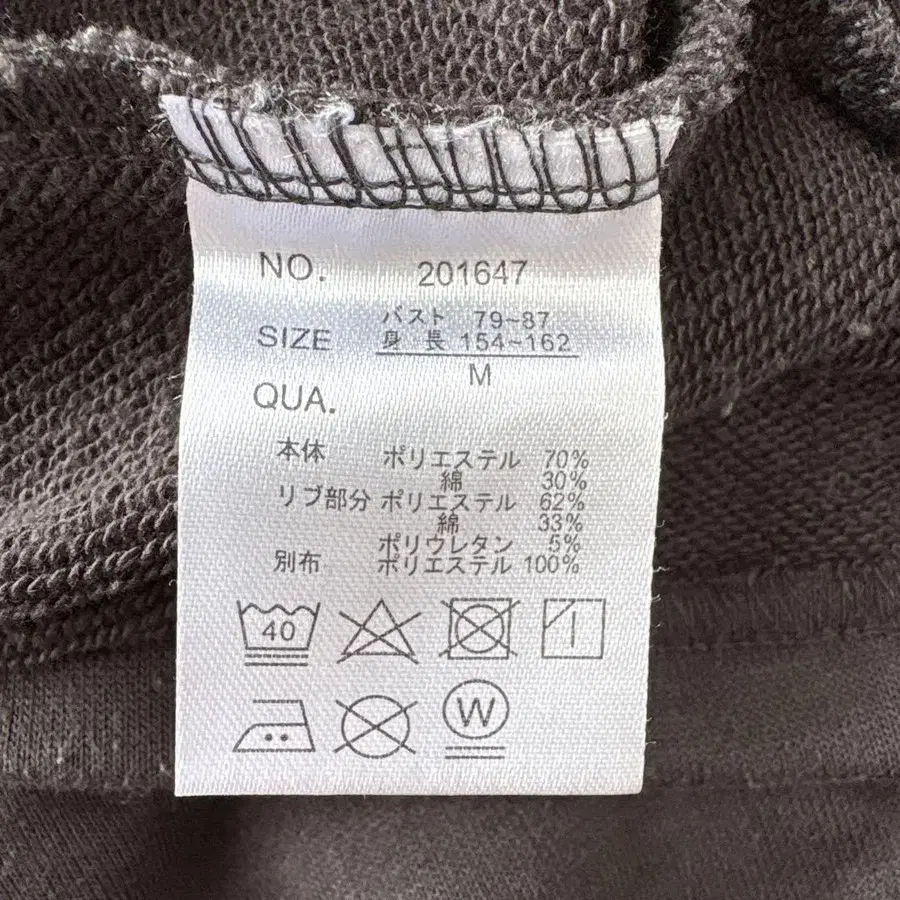 NO. 201647
SIZE バスト 79~87
身長 154~162
M
QUA.
本体 ポリエステル 70%
綿 30%
リブ部分 ポリエステル 62%
綿 33%
ポリウレタン 5%
別布 ポリエステル 100%
40
W